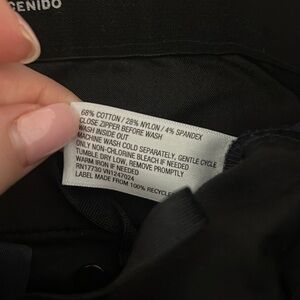 CENIDO
68% COTTON / 28% NYLON / 4% SPANDEX
CLOSE ZIPPER BEFORE WASH
WASH INSIDE OUT
MACHINE WASH COLD SEPARATELY, GENTLE CYCLE
ONLY NON-CHLORINE BLEACH IF NEEDED
TUMBLE DRY LOW, REMOVE PROMPTLY
WARM IRON IF NEEDED
RN17730 VN1247024
LABEL MADE FROM 100% RECYCLED